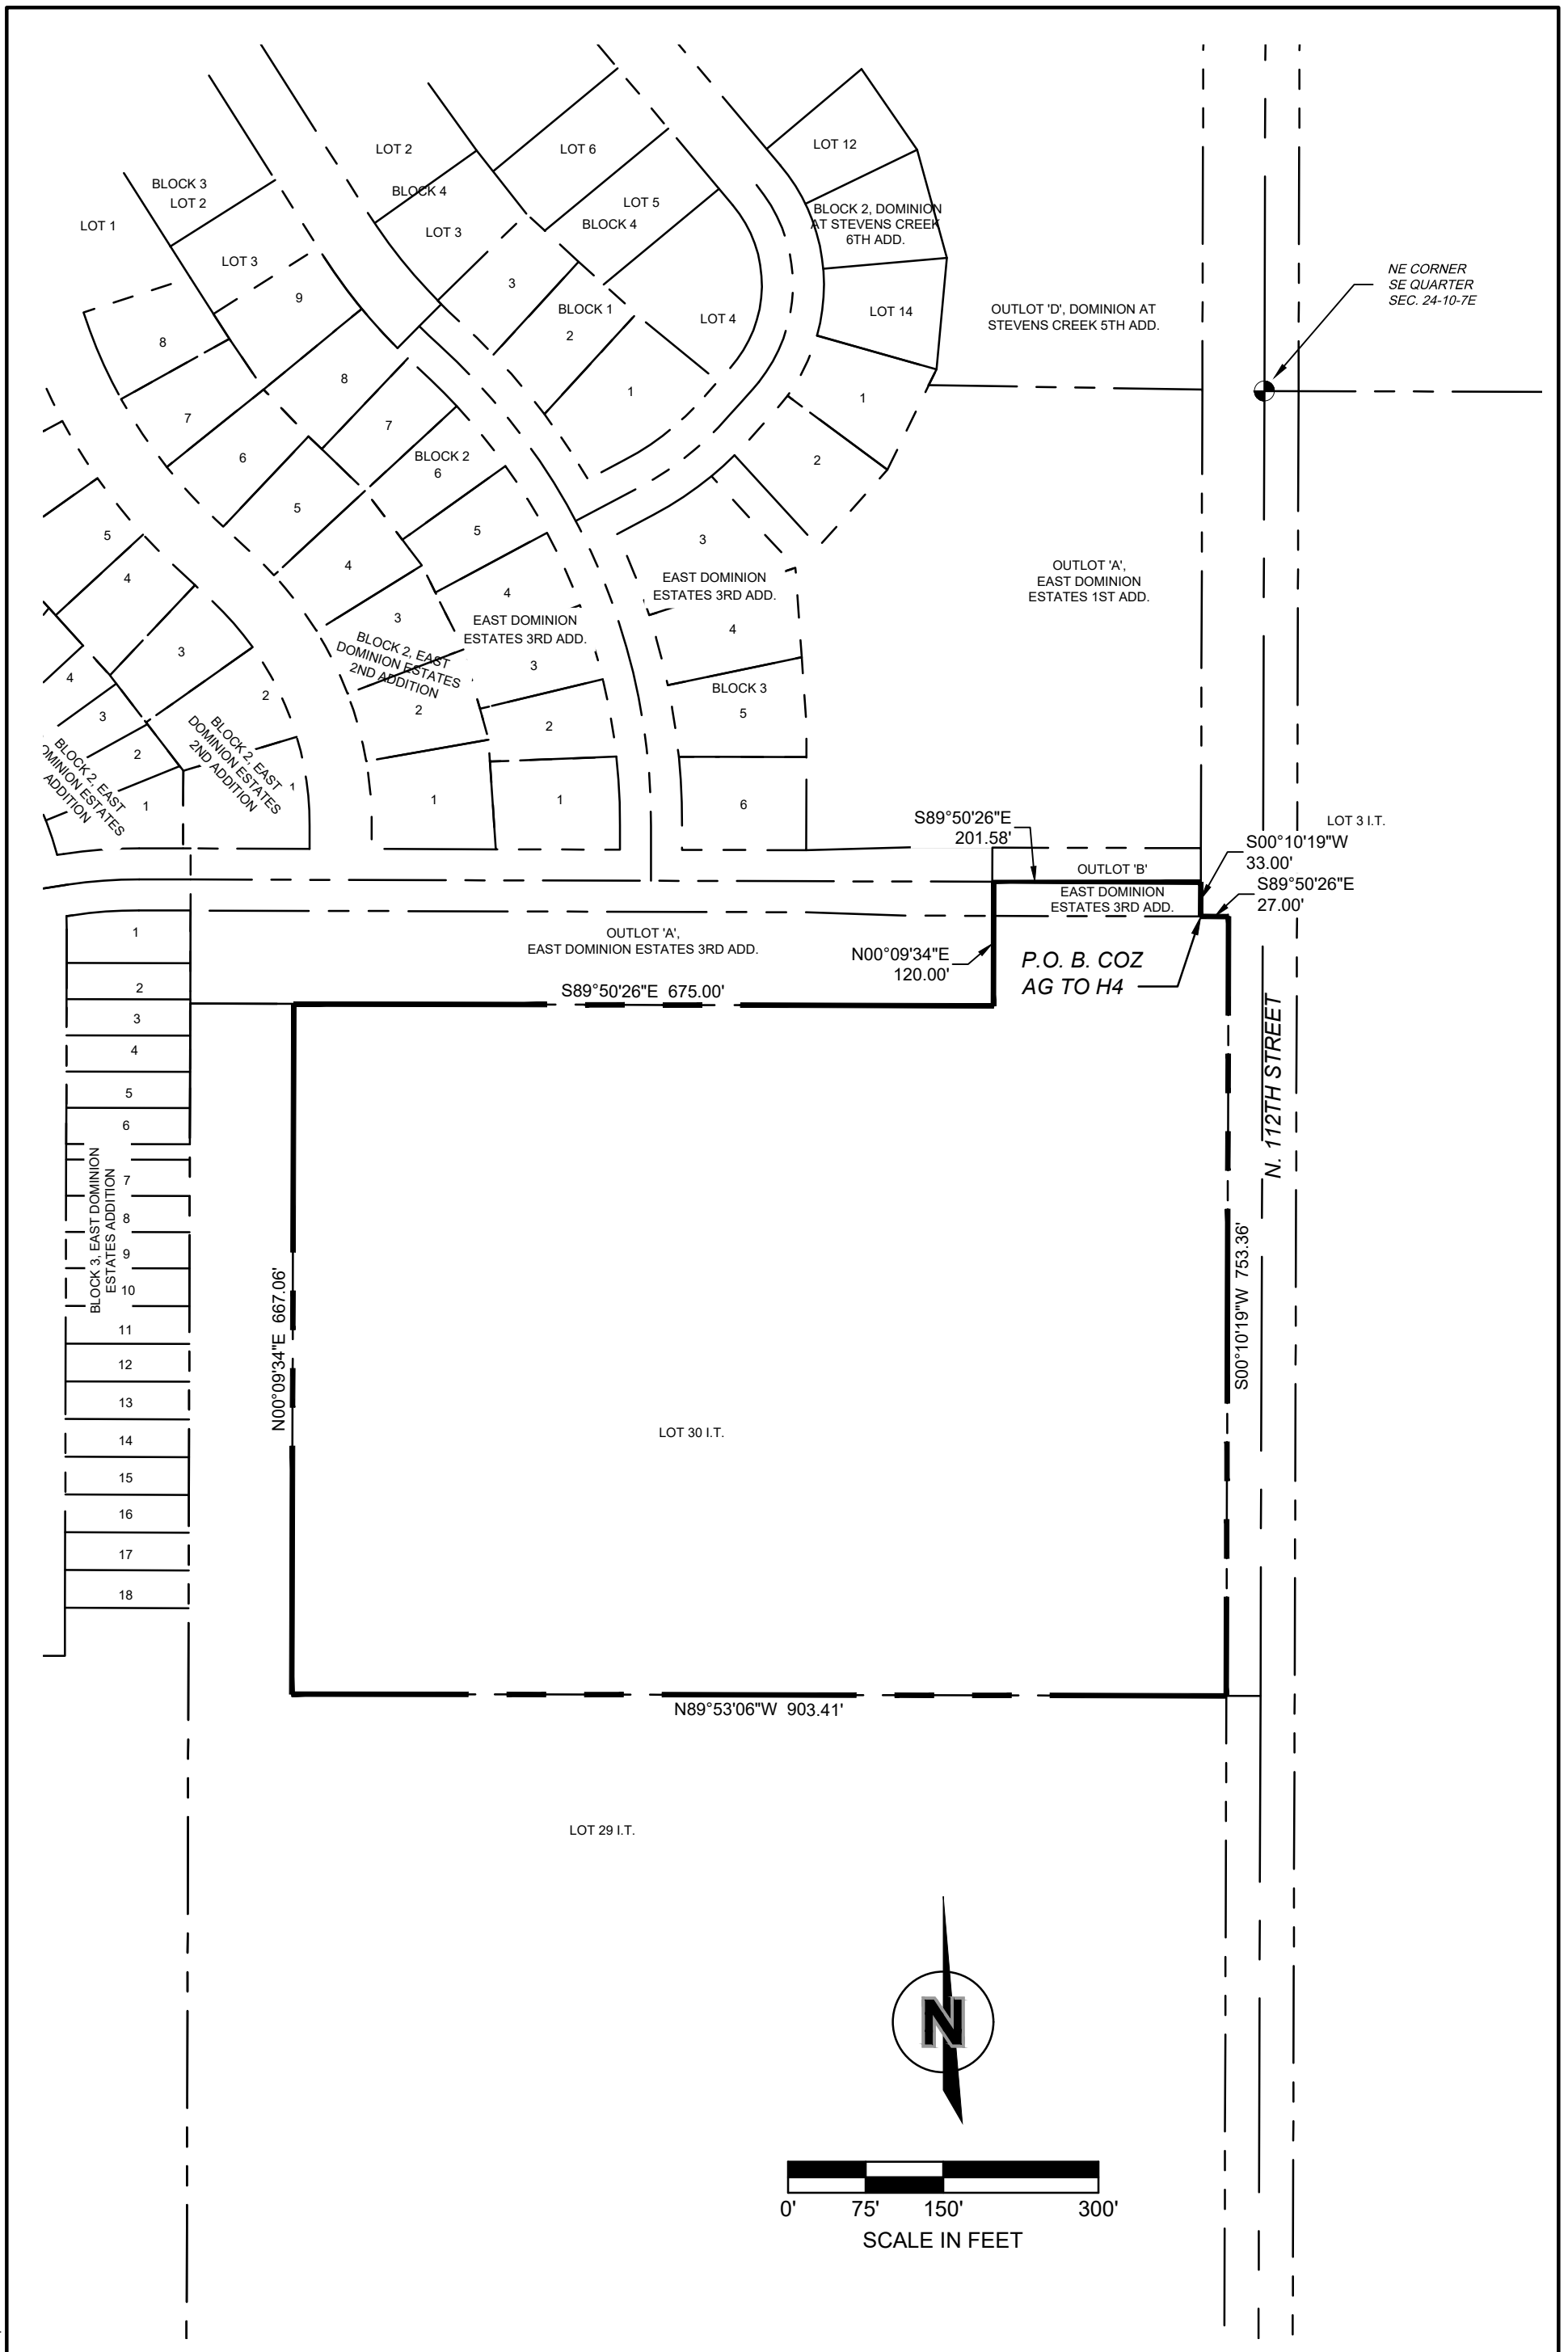 LOT 12
LOT 2
LOT 6
BLOCK 3
LOT 2
BLOCK 4
LOT 5
BLOCK 4
BLOCK 2, DOMINION
AT STEVENS CREEK
6TH ADD.
LOT 1
LOT 3
LOT 3
NE CORNER
SE QUARTER
SEC. 24-10-7E
9
3
BLOCK 1
2
LOT 4
LOT 14
OUTLOT 'D', DOMINION AT
STEVENS CREEK 5TH ADD.
8
8
1
1
7
7
6
BLOCK 2
6
2
5
5
5
3
4
4
4
EAST DOMINION
ESTATES 3RD ADD.
OUTLOT 'A',
EAST DOMINION
ESTATES 1ST ADD.
3
EAST DOMINION
ESTATES 3RD ADD.
4
3
BLOCK 2, EAST
DOMINION ESTATES
2ND ADDITION
3
4
2
BLOCK 3
5
3
2
2
2
BLOCK 2, EAST
DOMINION ESTATES
2ND ADDITION
BLOCK 2, EAST
OMINION ESTATES
ADDITION
1
1
1
1
6
S89°50'26"E
201.58'
LOT 3 I.T.
S00°10'19"W
33.00'
OUTLOT 'B'
EAST DOMINION
ESTATES 3RD ADD.
S89°50'26"E
27.00'
1
OUTLOT 'A',
EAST DOMINION ESTATES 3RD ADD.
N00°09'34"E
120.00'
P.O. B. COZ
AG TO H4
2
S89°50'26"E 675.00'
3
4
5
6
7
8
9
10
11
12
13
14
15
16
17
18
BLOCK 3, EAST DOMINION
ESTATES ADDITION
N. 112TH STREET
N00°09'34"E 667.06'
S00°10'19"W 753.36'
LOT 30 I.T.
N89°53'06"W 903.41'
LOT 29 I.T.
N
0' 75' 150' 300'
SCALE IN FEET